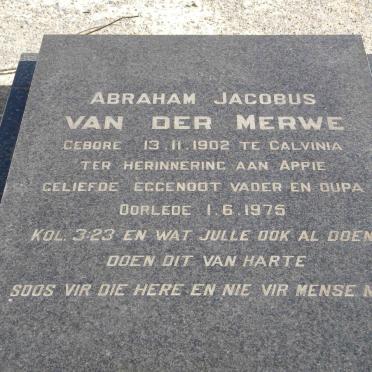 ABRAHAM JACOBUS
VAN DER MERWE
GEBORE 13.11.1902 TE CALVINIA
TER HERINNERING AAN APPIE
GELIEFDE EGGENOOT VADER EN OUPA
OORLEDE 1.6.1975
KOL. 3:23 EN WAT JULLE OOK AL DOEN
DOEN DIT VAN HARTE
SOOS VIR DIE HERE EN NIE VIR MENSE